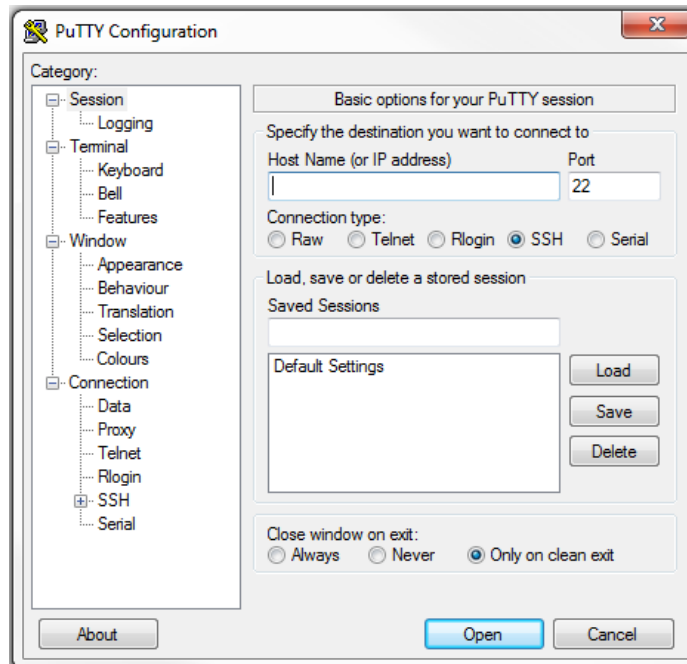 PuTTY Configuration
Category:
Session
Logging
Terminal
Keyboard
Bell
Features
Window
Appearance
Behaviour
Translation
Selection
Colours
Connection
Data
Proxy
Telnet
Rlogin
SSH
Serial
Basic options for your PuTTY session
Specify the destination you want to connect to
Host Name (or IP address) Port
22
Connection type:
Raw Telnet Rlogin SSH Serial
Load, save or delete a stored session
Saved Sessions
Default Settings
Load
Save
Delete
Close window on exit:
Always Never Only on clean exit
About Open Cancel